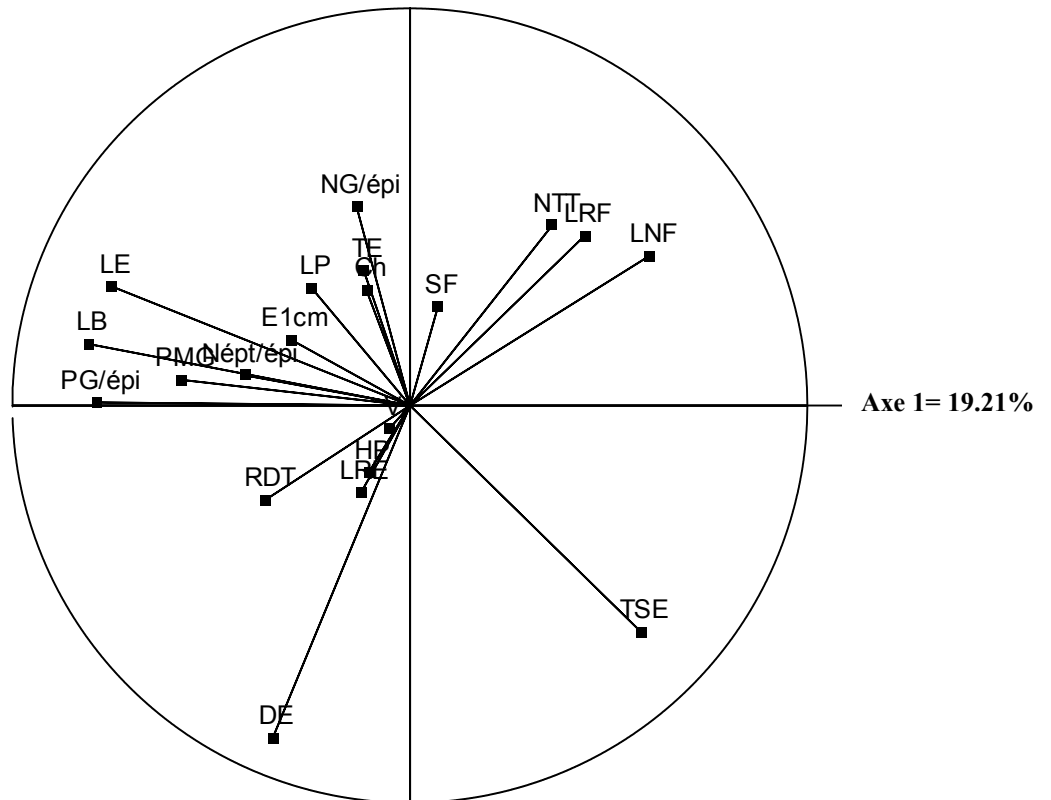 NG/épi
NTT
LRF
LNF
TE
Ch
LP
LE
SF
E1cm
LB
Népt/épi
PMG
PG/épi
Axe 1= 19.21%
V
LRE
RDT
TSE
DE